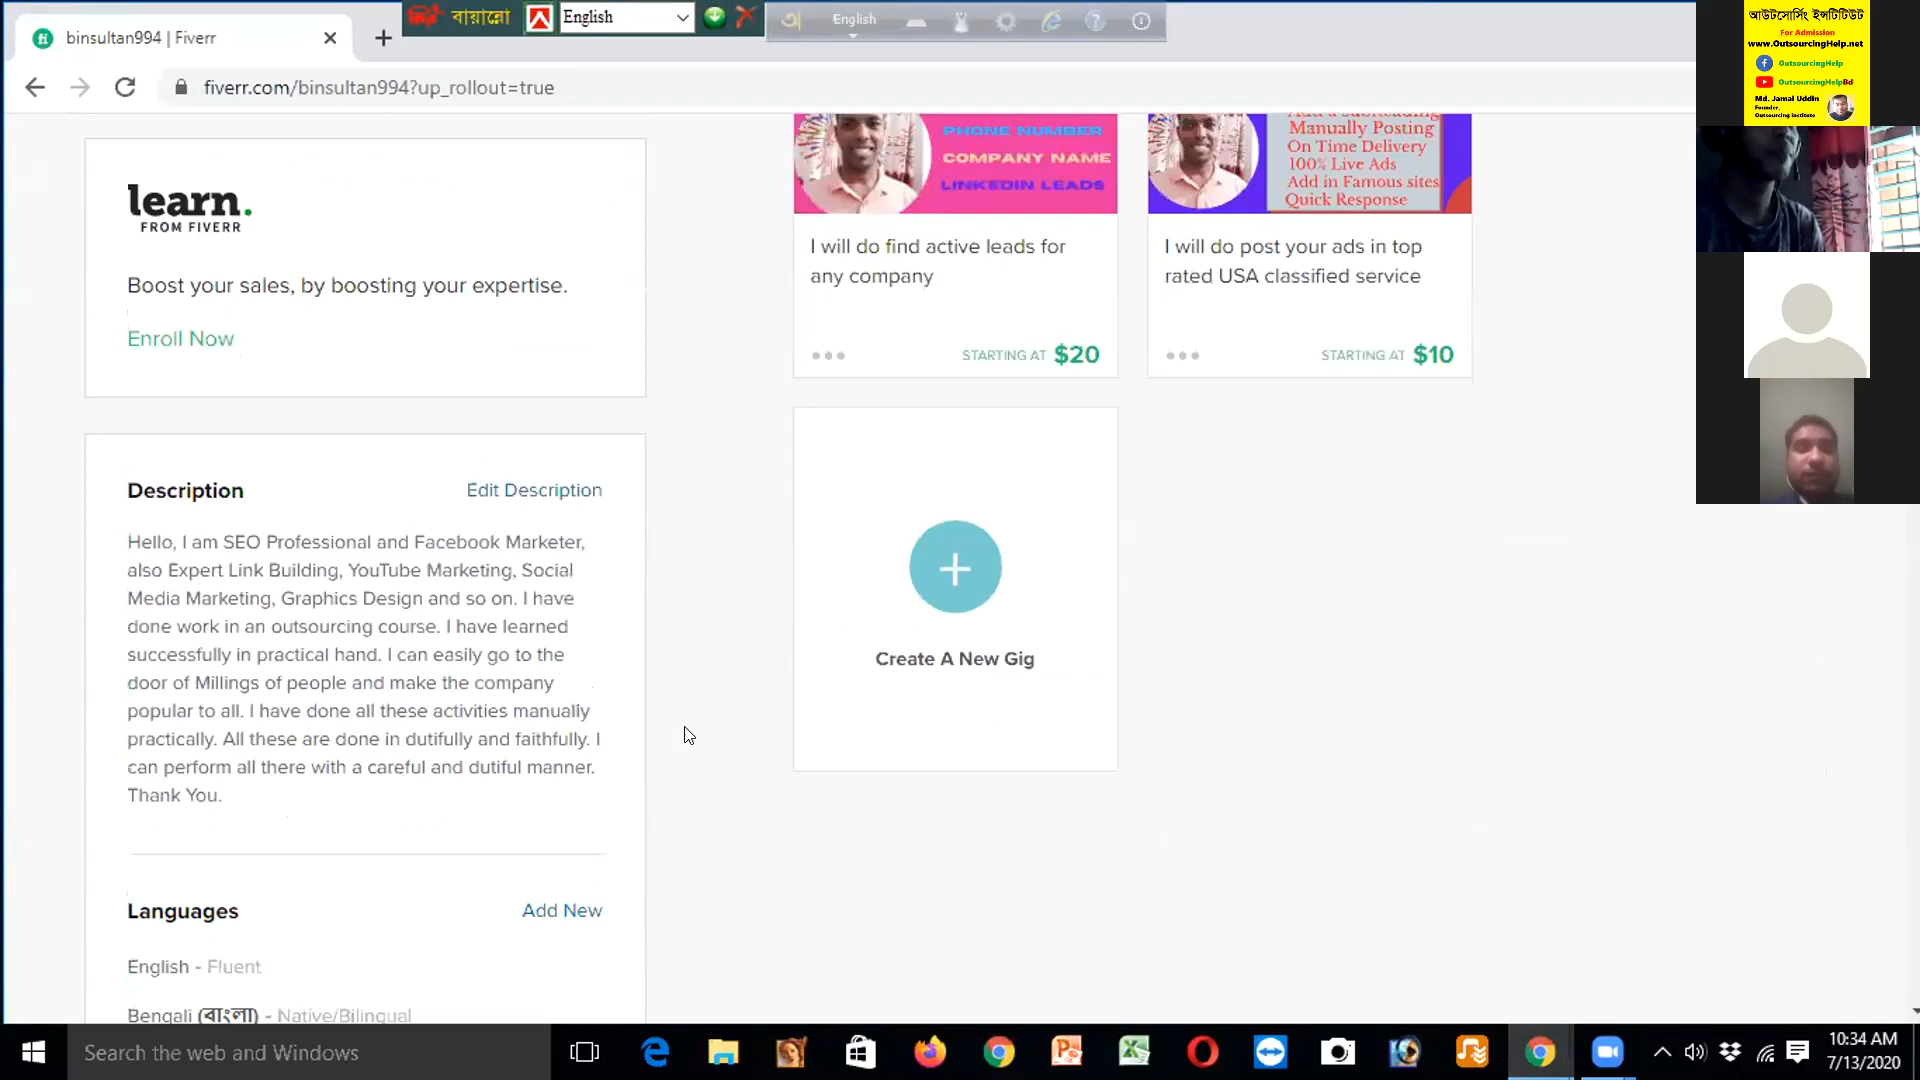 binsultan994 | Fiverr
বায়ান্নো
English
অ
English
fiverr.com/binsultan994?up_rollout=true
আউটসোর্সিং ইন্সটিটিউট
For Admission
www.OutsourcingHelp.net
OutsourcingHelp
OutsourcingHelpBd
Md. Jamal Uddin
Founder,
Outsourcing institute
learn.
FROM FIVERR
Boost your sales, by boosting your expertise.
Enroll Now
PHONE NUMBER
COMPANY NAME
LINKEDIN LEADS
I will do find active leads for
any company
STARTING AT $20
Add a Subheading
Manually Posting
On Time Delivery
100% Live Ads
Add in Famous sites
Quick Response
I will do post your ads in top
rated USA classified service
STARTING AT $10
Create A New Gig
Description
Edit Description
Hello, I am SEO Professional and Facebook Marketer,
also Expert Link Building, YouTube Marketing, Social
Media Marketing, Graphics Design and so on. I have
done work in an outsourcing course. I have learned
successfully in practical hand. I can easily go to the
door of Millings of people and make the company
popular to all. I have done all these activities manually
practically. All these are done in dutifully and faithfully. I
can perform all there with a careful and dutiful manner.
Thank You.
Languages
Add New
English - Fluent
Bengali (বাংলা) - Native/Bilingual
Search the web and Windows
10:34 AM
7/13/2020